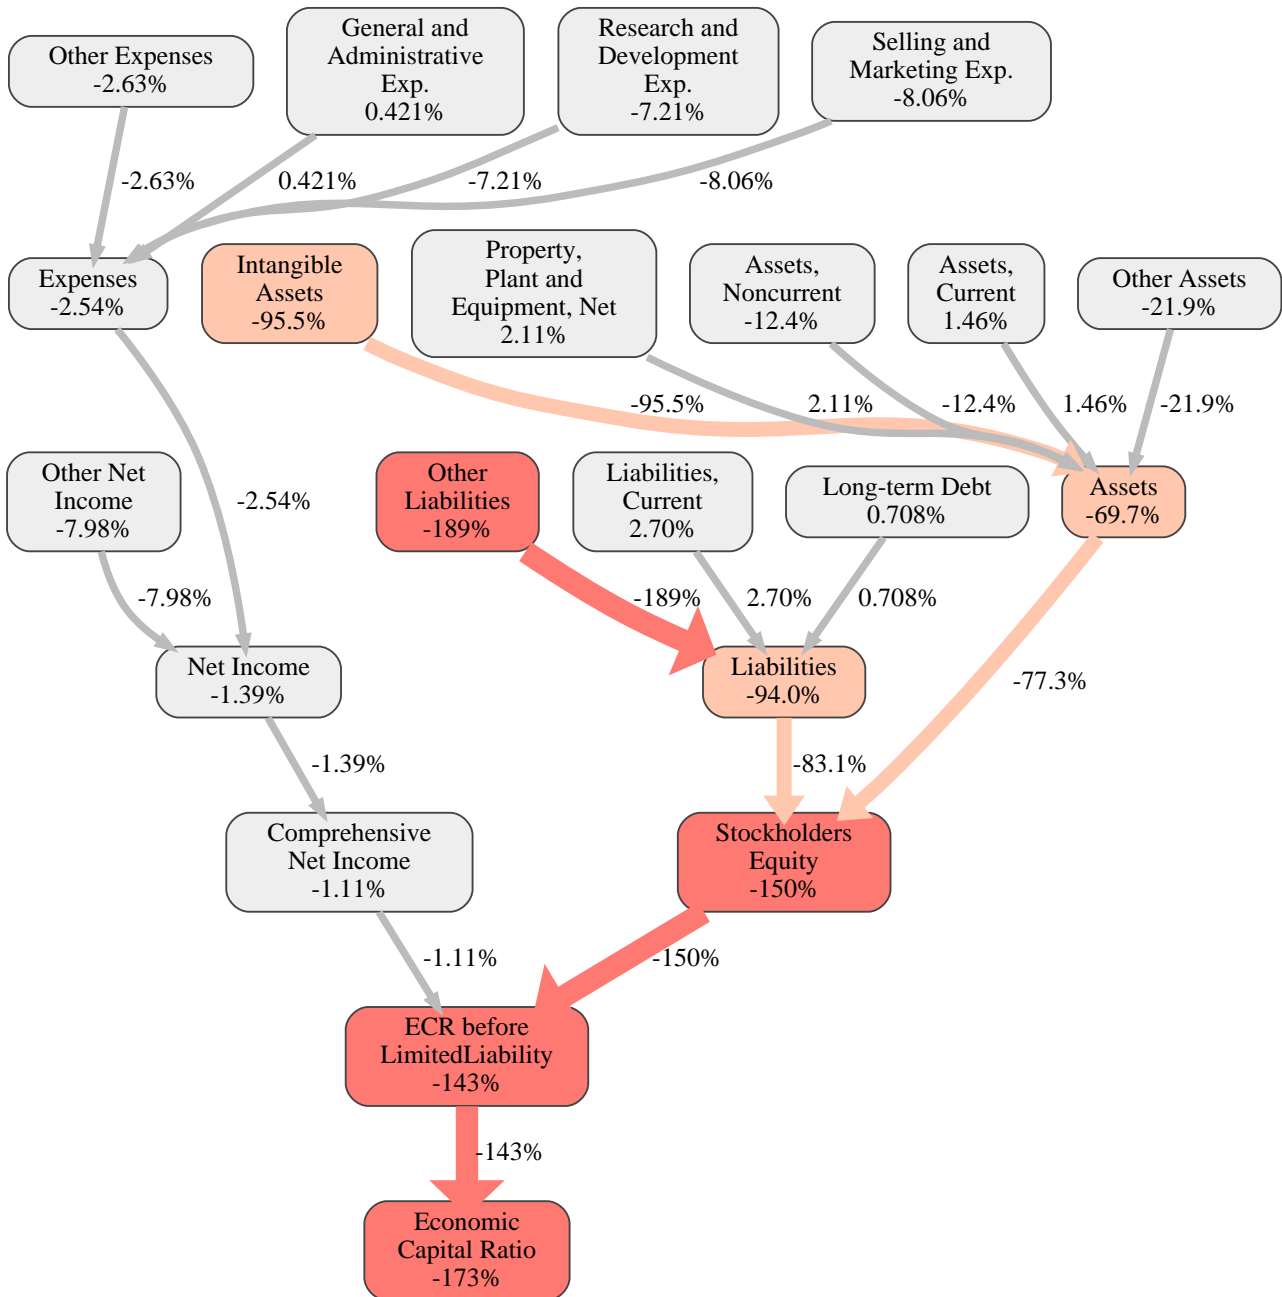 Other Expenses
-2.63%
General and
Administrative
Exp.
0.421%
Research and
Development
Exp.
-7.21%
Selling and
Marketing Exp.
-8.06%
-2.63%
0.421%
-7.21%
-8.06%
Expenses
-2.54%
Intangible
Assets
-95.5%
Property,
Plant and
Equipment, Net
2.11%
Assets,
Noncurrent
-12.4%
Assets,
Current
1.46%
Other Assets
-21.9%
-95.5%
2.11%
-12.4%
1.46%
-21.9%
Other Net
Income
-7.98%
-2.54%
Other
Liabilities
-189%
Liabilities,
Current
2.70%
Long-term Debt
0.708%
Assets
-69.7%
-7.98%
-189%
2.70%
0.708%
Net Income
-1.39%
Liabilities
-94.0%
-77.3%
-1.39%
-83.1%
Comprehensive
Net Income
-1.11%
Stockholders
Equity
-150%
-1.11%
-150%
ECR before
LimitedLiability
-143%
-143%
Economic
Capital Ratio
-173%